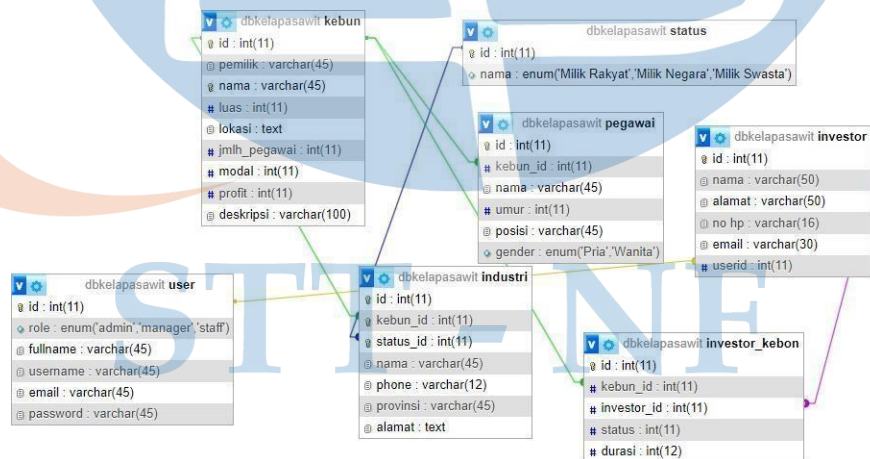 dbkelapasawit kebun
id : int(11)
pemilik : varchar(45)
nama : varchar(45)
luas : int(11)
lokasi : text
jmlh_pegawai : int(11)
modal : int(11)
profit : int(11)
deskripsi : varchar(100)
dbkelapasawit status
id : int(11)
nama : enum('Milik Rakyat','Milik Negara','Milik Swasta')
dbkelapasawit pegawai
id : int(11)
kebun_id : int(11)
nama : varchar(45)
umur : int(11)
posisi : varchar(45)
gender : enum('Pria','Wanita')
dbkelapasawit investor
id : int(11)
nama : varchar(50)
alamat : varchar(50)
no hp : varchar(16)
email : varchar(30)
userid : int(11)
dbkelapasawit user
id : int(11)
role : enum('admin','manager','staff')
fullname : varchar(45)
username : varchar(45)
email : varchar(45)
password : varchar(45)
dbkelapasawit industri
id : int(11)
kebun_id : int(11)
status_id : int(11)
nama : varchar(45)
phone : varchar(12)
provinsi : varchar(45)
alamat : text
dbkelapasawit investor_kebon
id : int(11)
kebun_id : int(11)
investor_id : int(11)
status : int(11)
durasi : int(12)
STT - NF